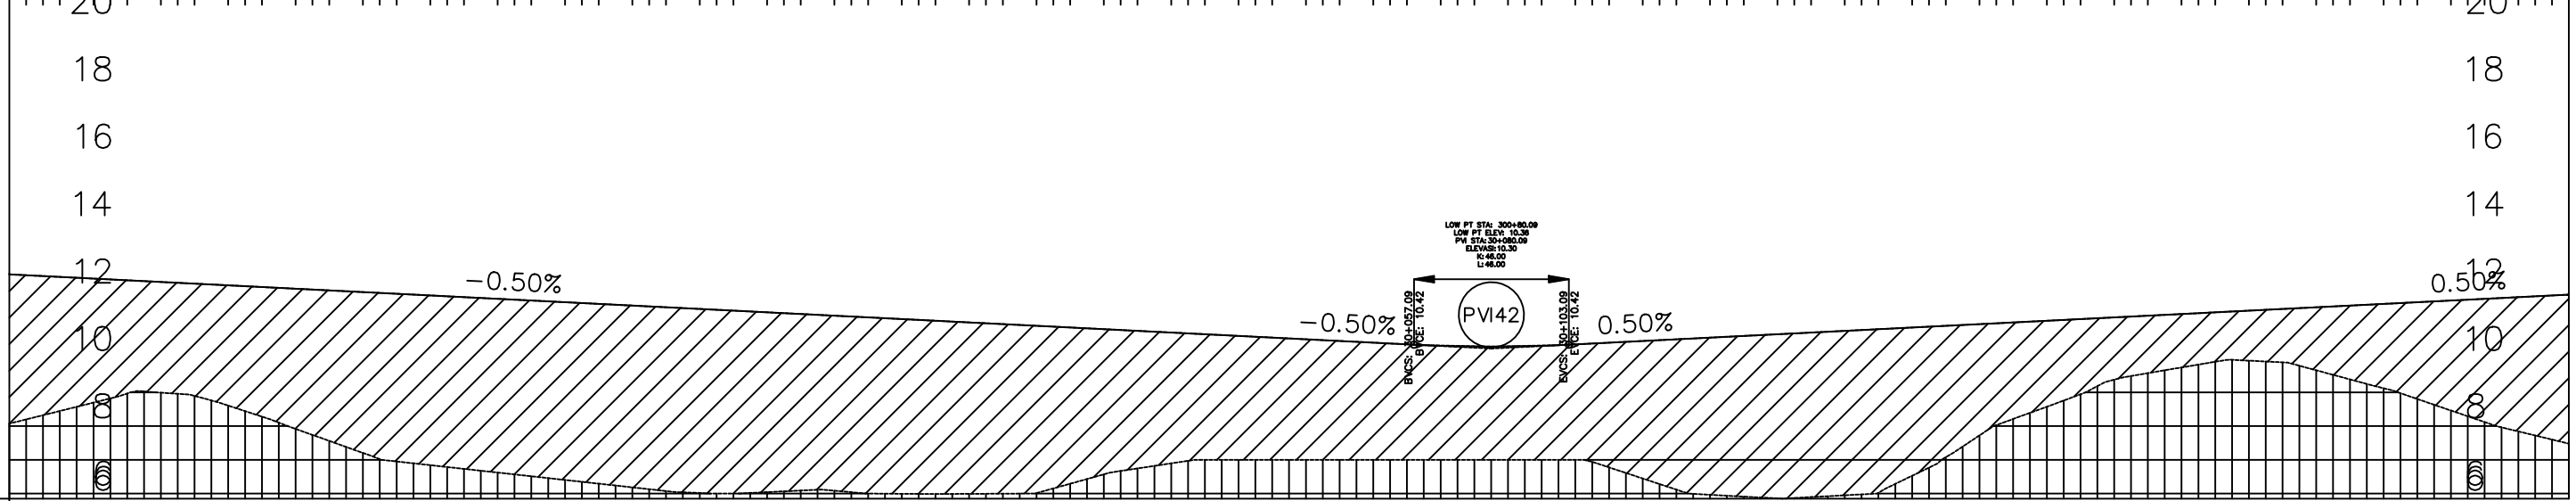 20 20
18 18
16 16
14 14
LOW PT STA: 300+80.09
LOW PT ELEV: 10.36
PVI STA:30+080.09
ELEVASI:10.30
K:46.00
L:46.00
12 12
-0.50% 0.50%
-0.50% PVI42 0.50%
BVCS: 30+057.09
BVCE: 10.42
EVCS: 30+103.09
EVCE: 10.42
10 10
8 8